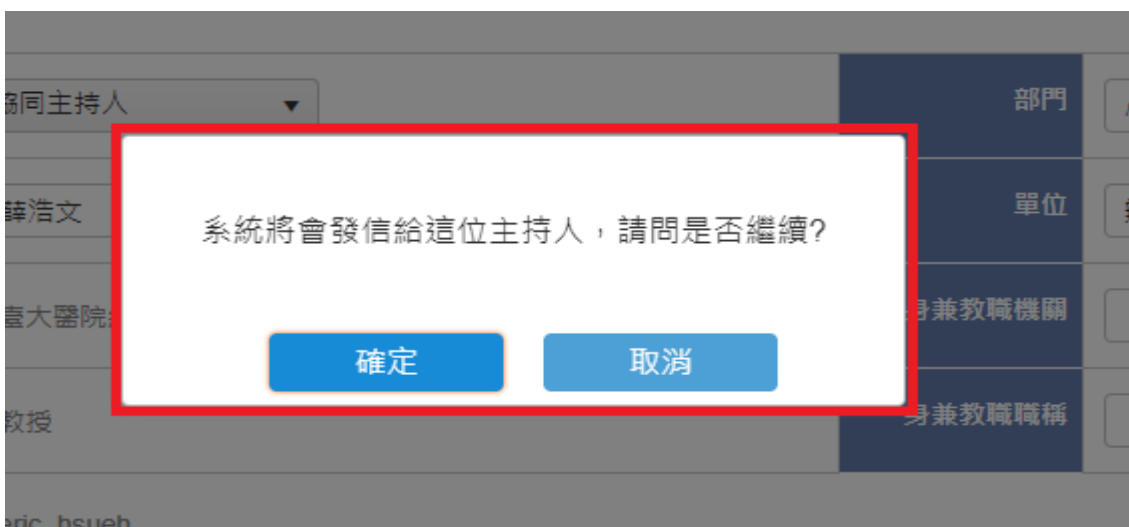 協同主持人
部門
薛浩文
單位
系統將會發信給這位主持人，請問是否繼續?
臺大醫院
身兼教職機關
確定
取消
教授
身兼教職職稱
eric_hsueh